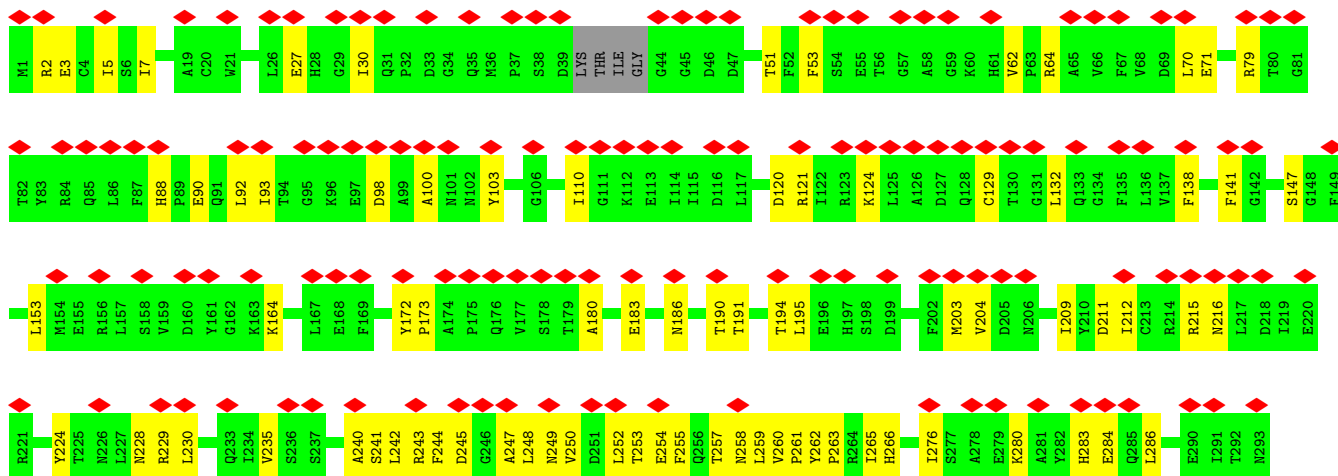 M1 R2 E3 C4 I5 S6 I7 A19 C20 W21 L26 E27 H28 G29 I30 Q31 P32 D33 G34 Q35 M36 P37 S38 D39 LYS THR ILE GLY G44 G45 D46 D47 T51 F52 F53 S54 E55 T56 G57 A58 G59 K60 H61 V62 P63 R64 A65 V66 F67 V68 D69 L70 E71 R79 T80 G81
T82 Y83 R84 Q85 L86 F87 H88 P89 E90 Q91 L92 I93 T94 G95 K96 E97 D98 A99 A100 N101 N102 Y103 G106 I110 G111 K112 E113 I114 I115 D116 L117 D120 R121 I122 R123 K124 L125 A126 D127 Q128 C129 T130 G131 L132 Q133 G134 F135 L136 V137 F138 F141 G142 S147 G148 F149
L153 M154 E155 R156 L157 S158 V159 D160 Y161 G162 K163 K164 L167 E168 F169 Y172 P173 A174 P175 Q176 V177 S178 T179 A180 E183 N186 T190 T191 T194 L195 E196 H197 S198 D199 F202 M203 V204 D205 N206 I209 Y210 D211 I212 C213 R214 R215 N216 L217 D218 I219 E220
R221 Y224 T225 N226 L227 N228 R229 L230 Q233 I234 V235 S236 S237 A240 S241 L242 R243 F244 D245 G246 A247 L248 N249 V250 D251 L252 T253 E254 F255 Q256 T257 N258 L259 V260 P261 Y262 P263 R264 I265 H266 I276 S277 A278 E279 K280 A281 Y282 H283 E284 Q285 L286 E290 I291 T292 N293